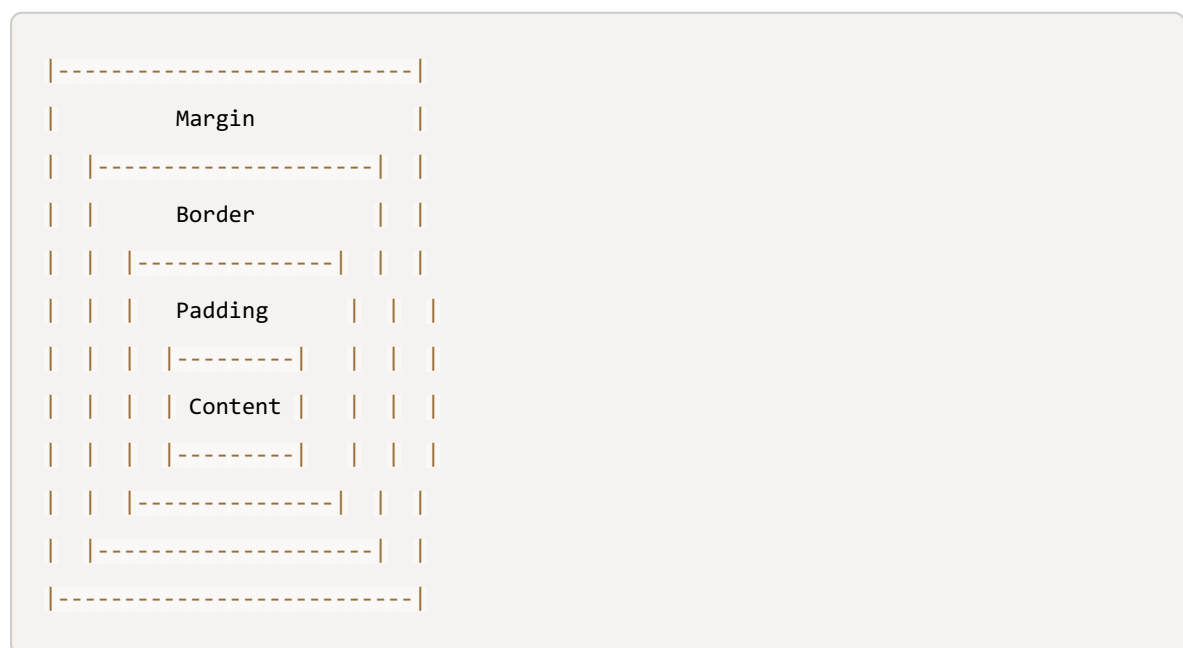 |---------------------------|
|         Margin            |
|  |---------------------|  |
|  |      Border         |  |
|  |  |---------------|  |  |
|  |  |   Padding      |  |  |
|  |  |  |---------|   |  |  |
|  |  |  | Content |   |  |  |
|  |  |  |---------|   |  |  |
|  |  |---------------|  |  |
|  |---------------------|  |
|---------------------------|